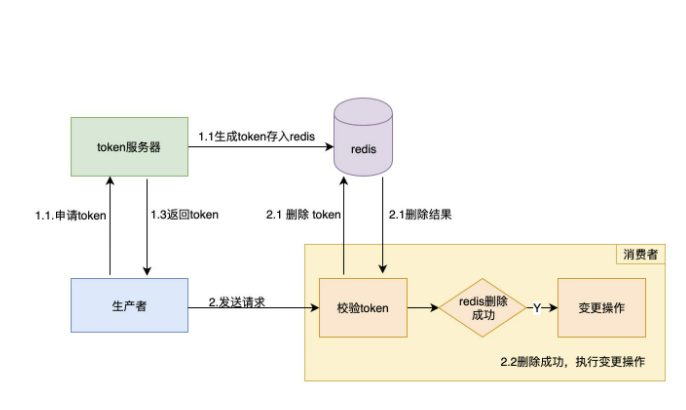 1.1生成token存入redis
token服务器
redis
1.1.申请token
1.3返回token
2.1 删除 token
2.1删除结果
消费者
生产者
2.发送请求
校验token
redis删除
成功
Y
变更操作
2.2删除成功，执行变更操作